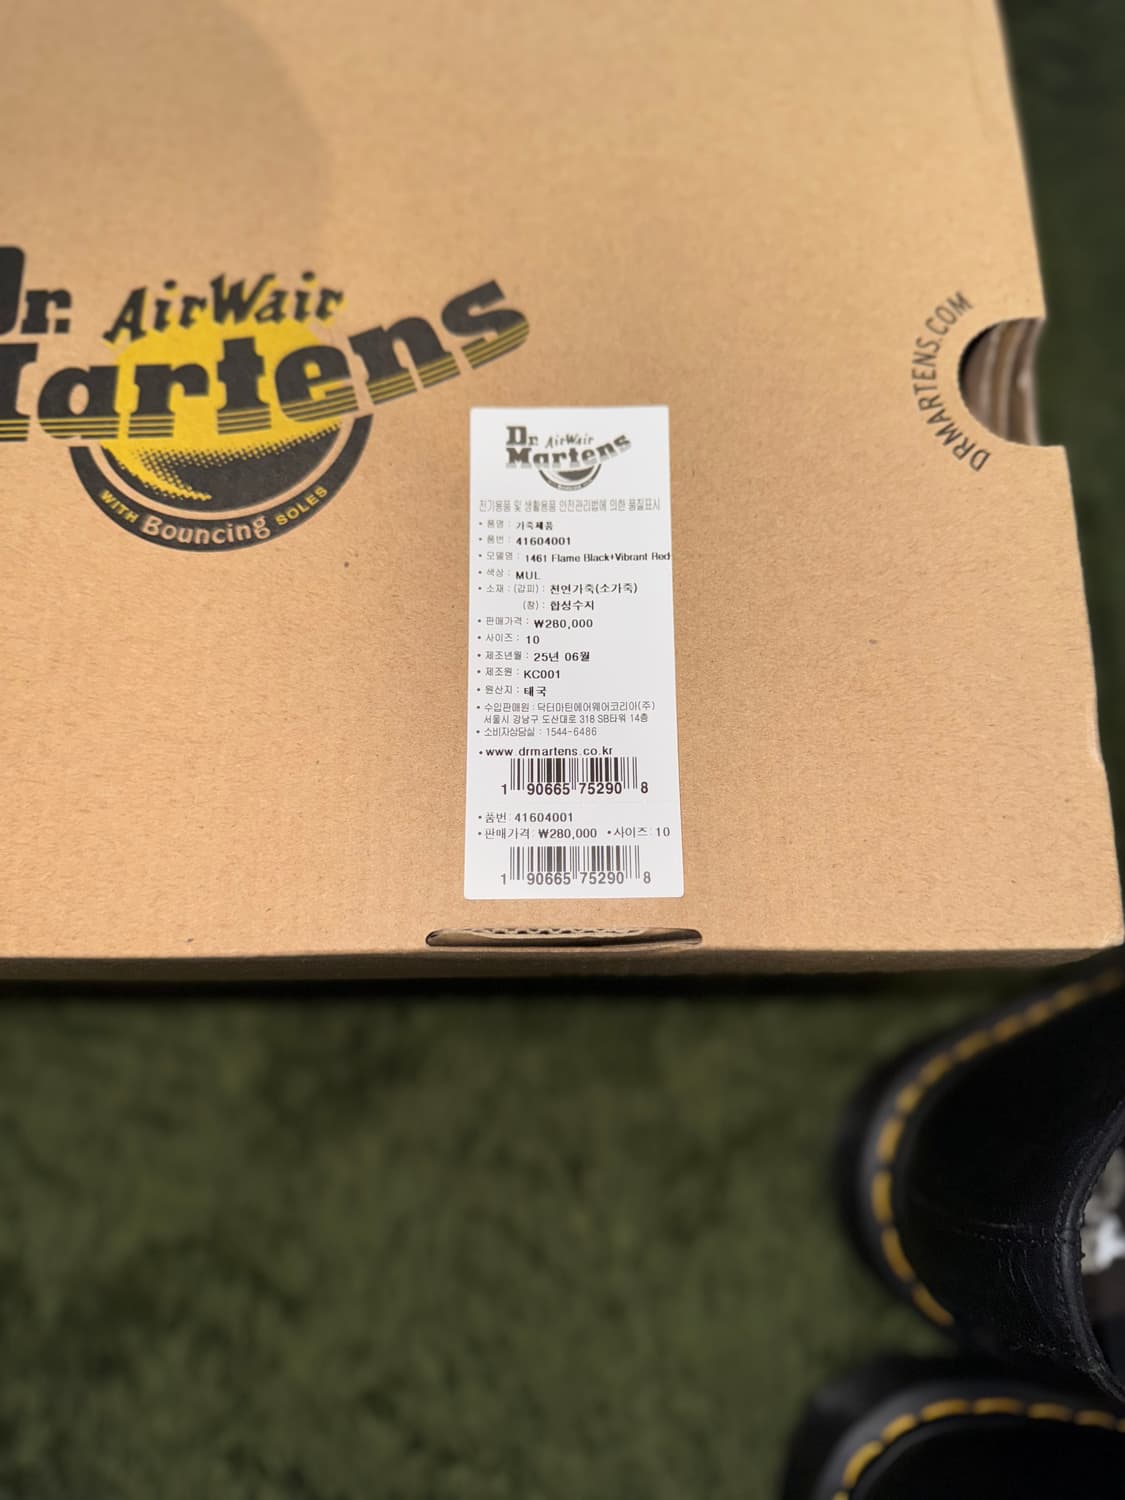 Dr.
AirWair
Martens
WITH Bouncing SOLES
DRMARTENS.COM
Dr. AirWair
Martens
전기용품 및 생활용품 안전관리법에 의한 품질표시
• 품명 : 가죽제품
• 품번 : 41604001
• 모델명 : 1461 Flame Black+Vibrant Red
• 색상 : MUL
• 소재 : (갑피) : 천연가죽(소가죽)
(창) : 합성수지
• 판매가격 : ₩280,000
• 사이즈 : 10
• 제조년월 : 25년 06월
• 제조원 : KC001
• 원산지 : 태국
• 수입판매원 : 닥터마틴에어웨어코리아(주)
서울시 강남구 도산대로 318 SB타워 14층
• 소비자상담실 : 1544-6486
• www.drmartens.co.kr
1 90665 75290 8
• 품번: 41604001
• 판매가격: ₩280,000 • 사이즈: 10
1 90665 75290 8